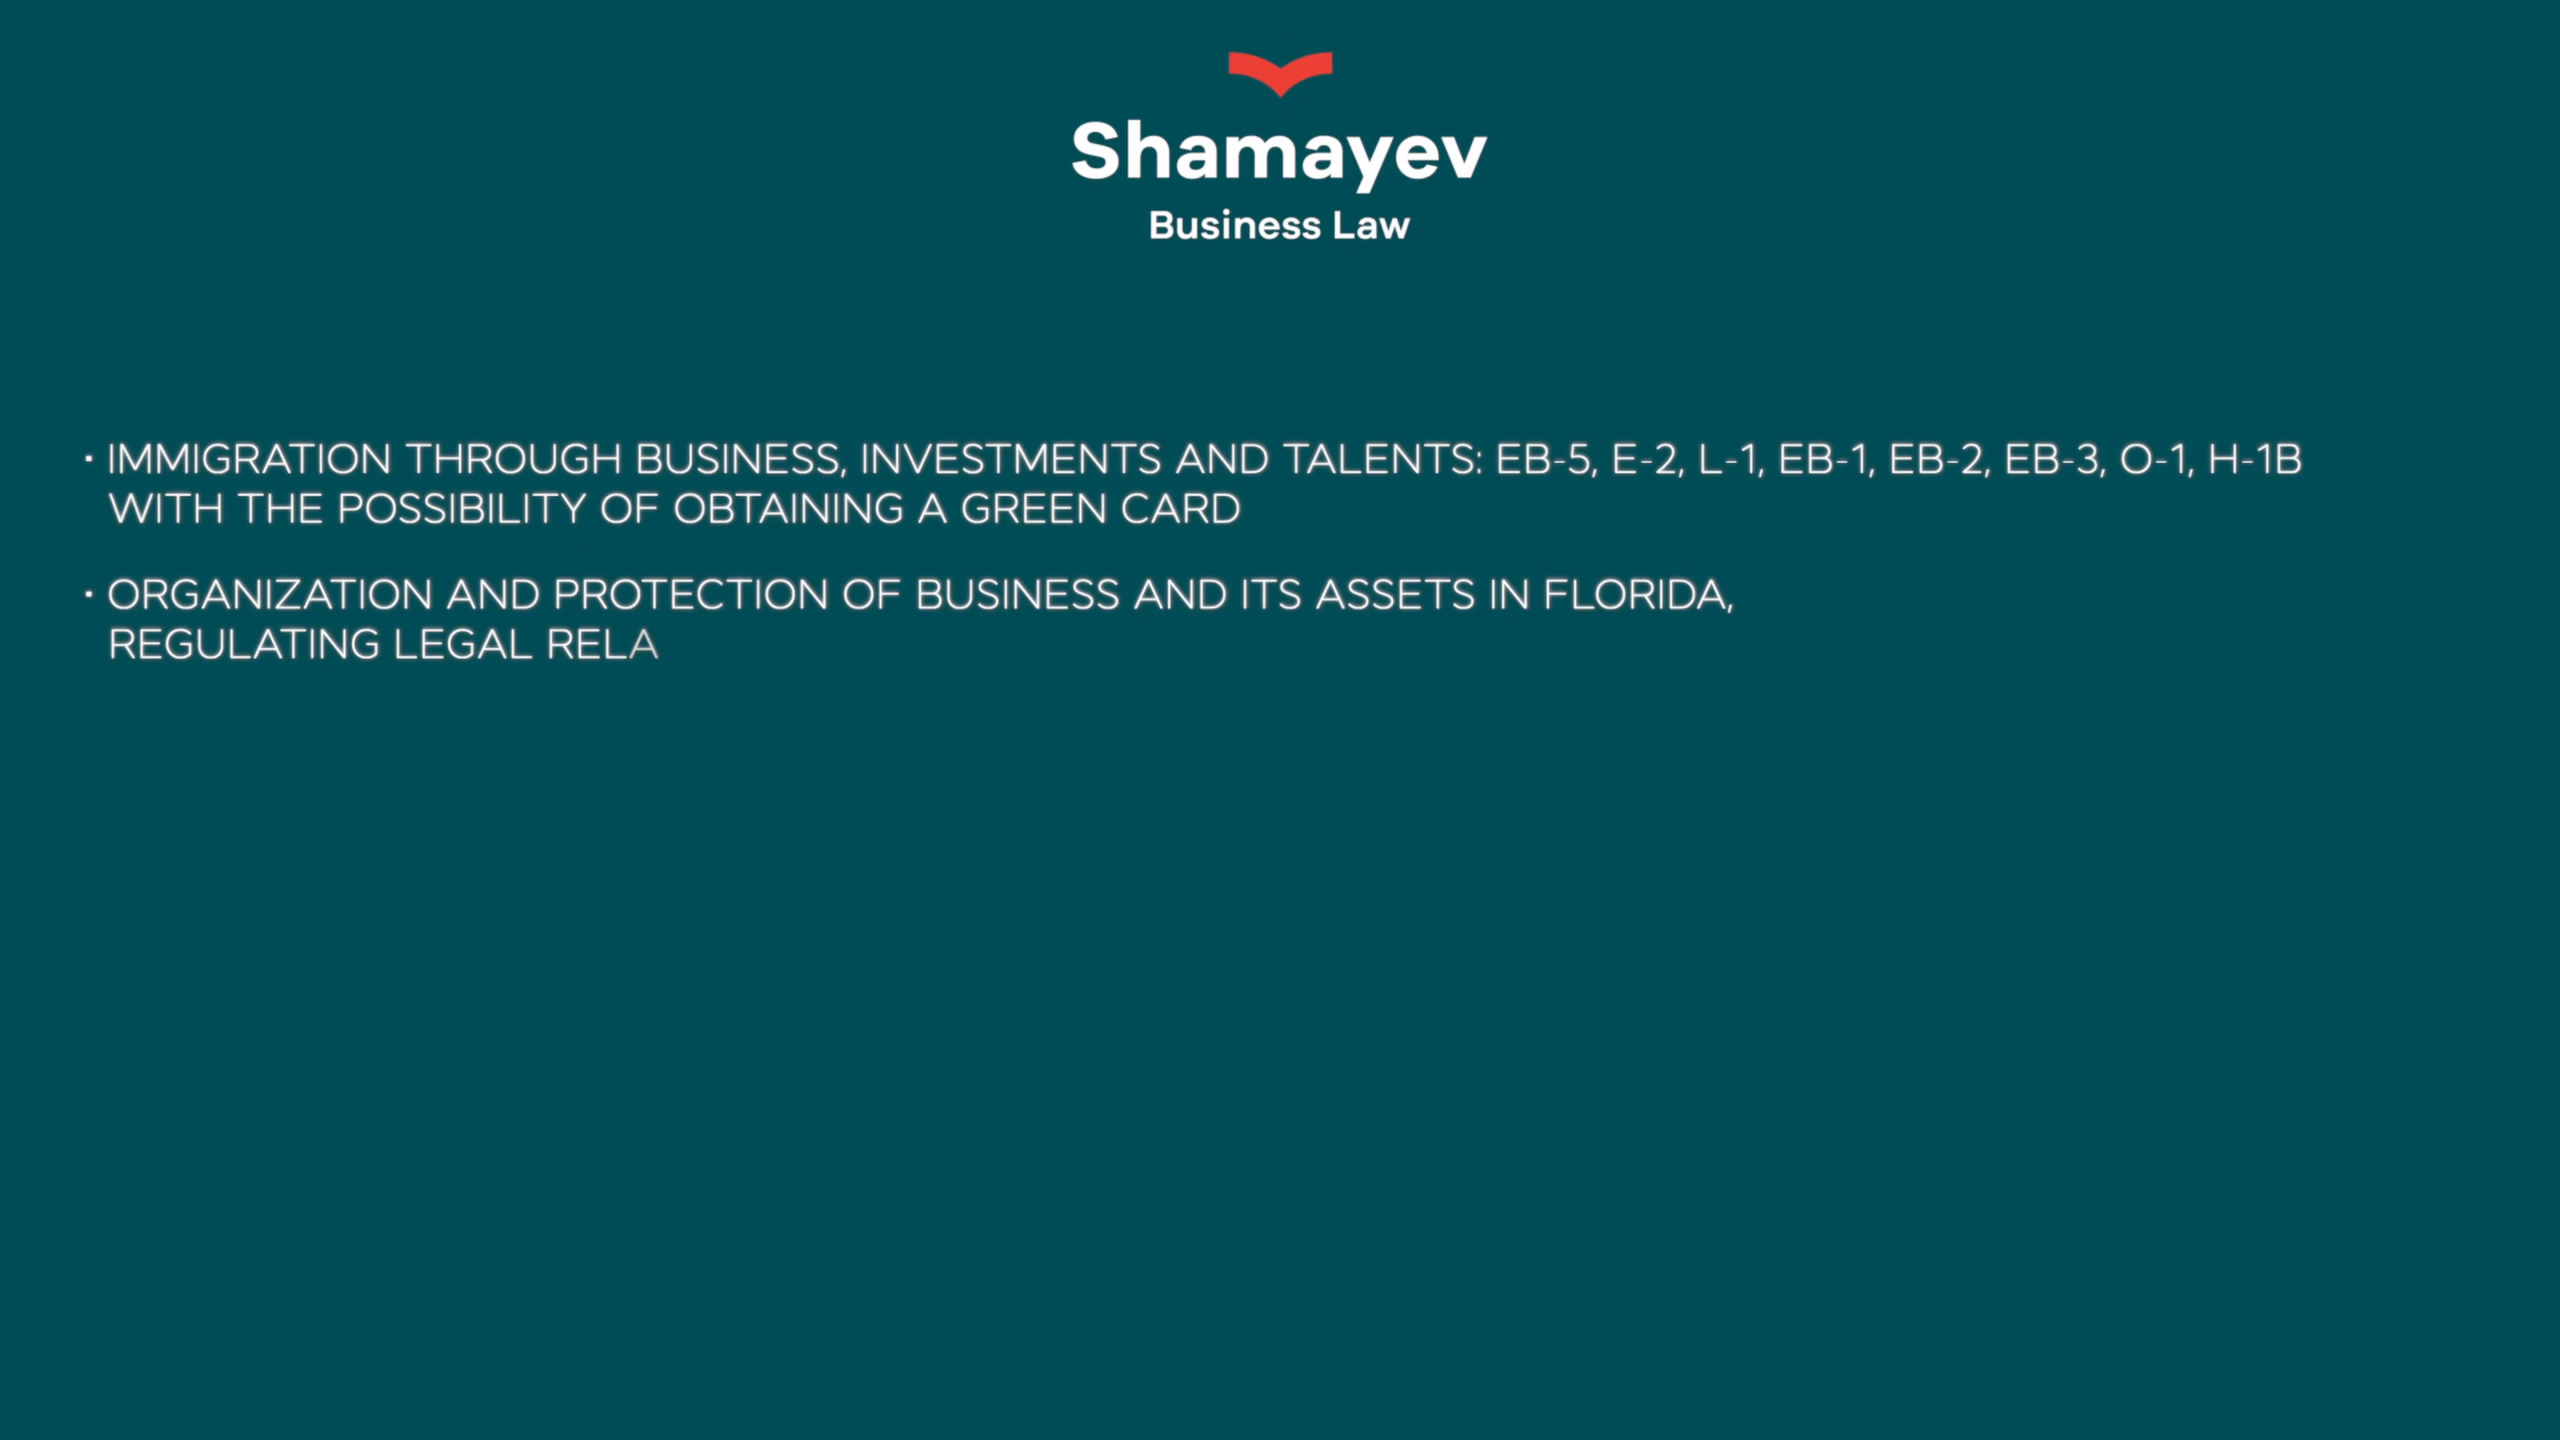 Shamayev
Business Law
· IMMIGRATION THROUGH BUSINESS, INVESTMENTS AND TALENTS: EB-5, E-2, L-1, EB-1, EB-2, EB-3, O-1, H-1B
WITH THE POSSIBILITY OF OBTAINING A GREEN CARD
· ORGANIZATION AND PROTECTION OF BUSINESS AND ITS ASSETS IN FLORIDA,
REGULATING LEGAL RELA